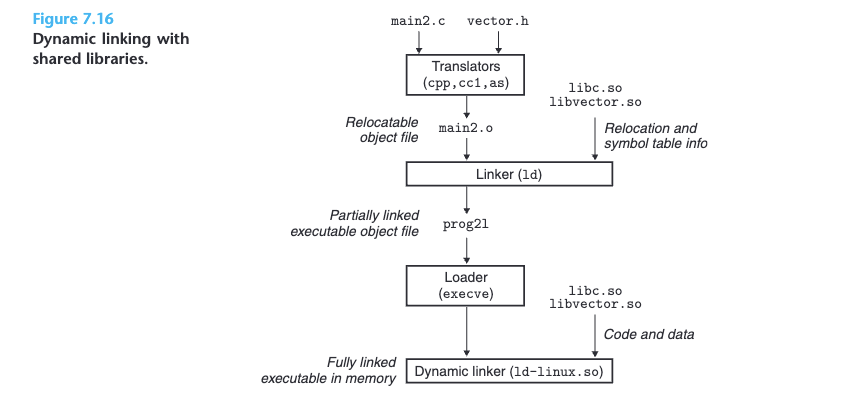 Figure 7.16
Dynamic linking with
shared libraries.
main2.c vector.h
Translators
(cpp,cc1,as)
libc.so
libvector.so
Relocatable
object file
main2.o
Relocation and
symbol table info
Linker (ld)
Partially linked
executable object file
prog2l
Loader
(execve)
libc.so
libvector.so
Code and data
Fully linked
executable in memory
Dynamic linker (ld-linux.so)